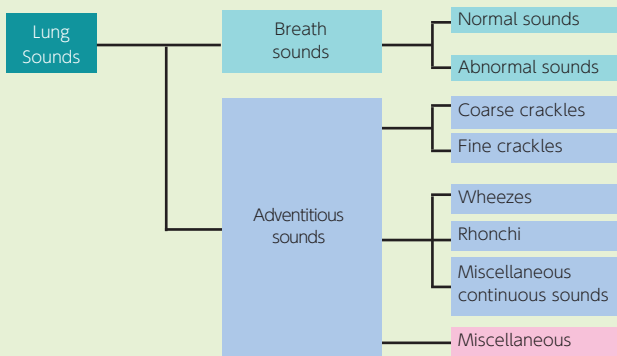 Lung
Sounds
Breath
sounds
Normal sounds
Abnormal sounds
Adventitious
sounds
Coarse crackles
Fine crackles
Wheezes
Rhonchi
Miscellaneous
continuous sounds
Miscellaneous